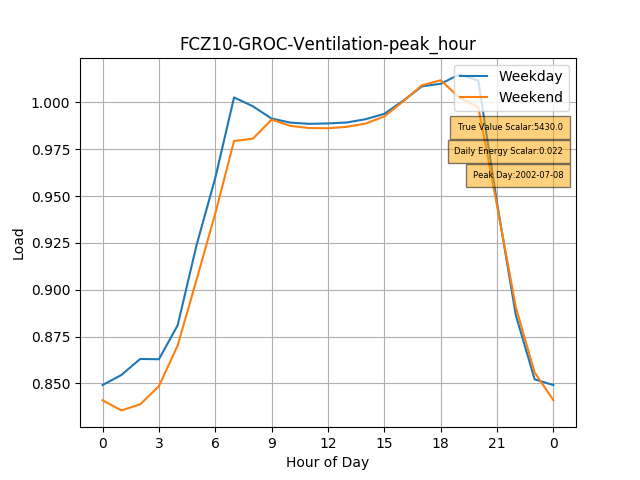 FCZ10-GROC-Ventilation-peak_hour
Weekday
Weekend
True Value Scalar:5430.0
Daily Energy Scalar:0.022
Peak Day:2002-07-08
Load
1.000
0.975
0.950
0.925
0.900
0.875
0.850
0 3 6 9 12 15 18 21 0
Hour of Day